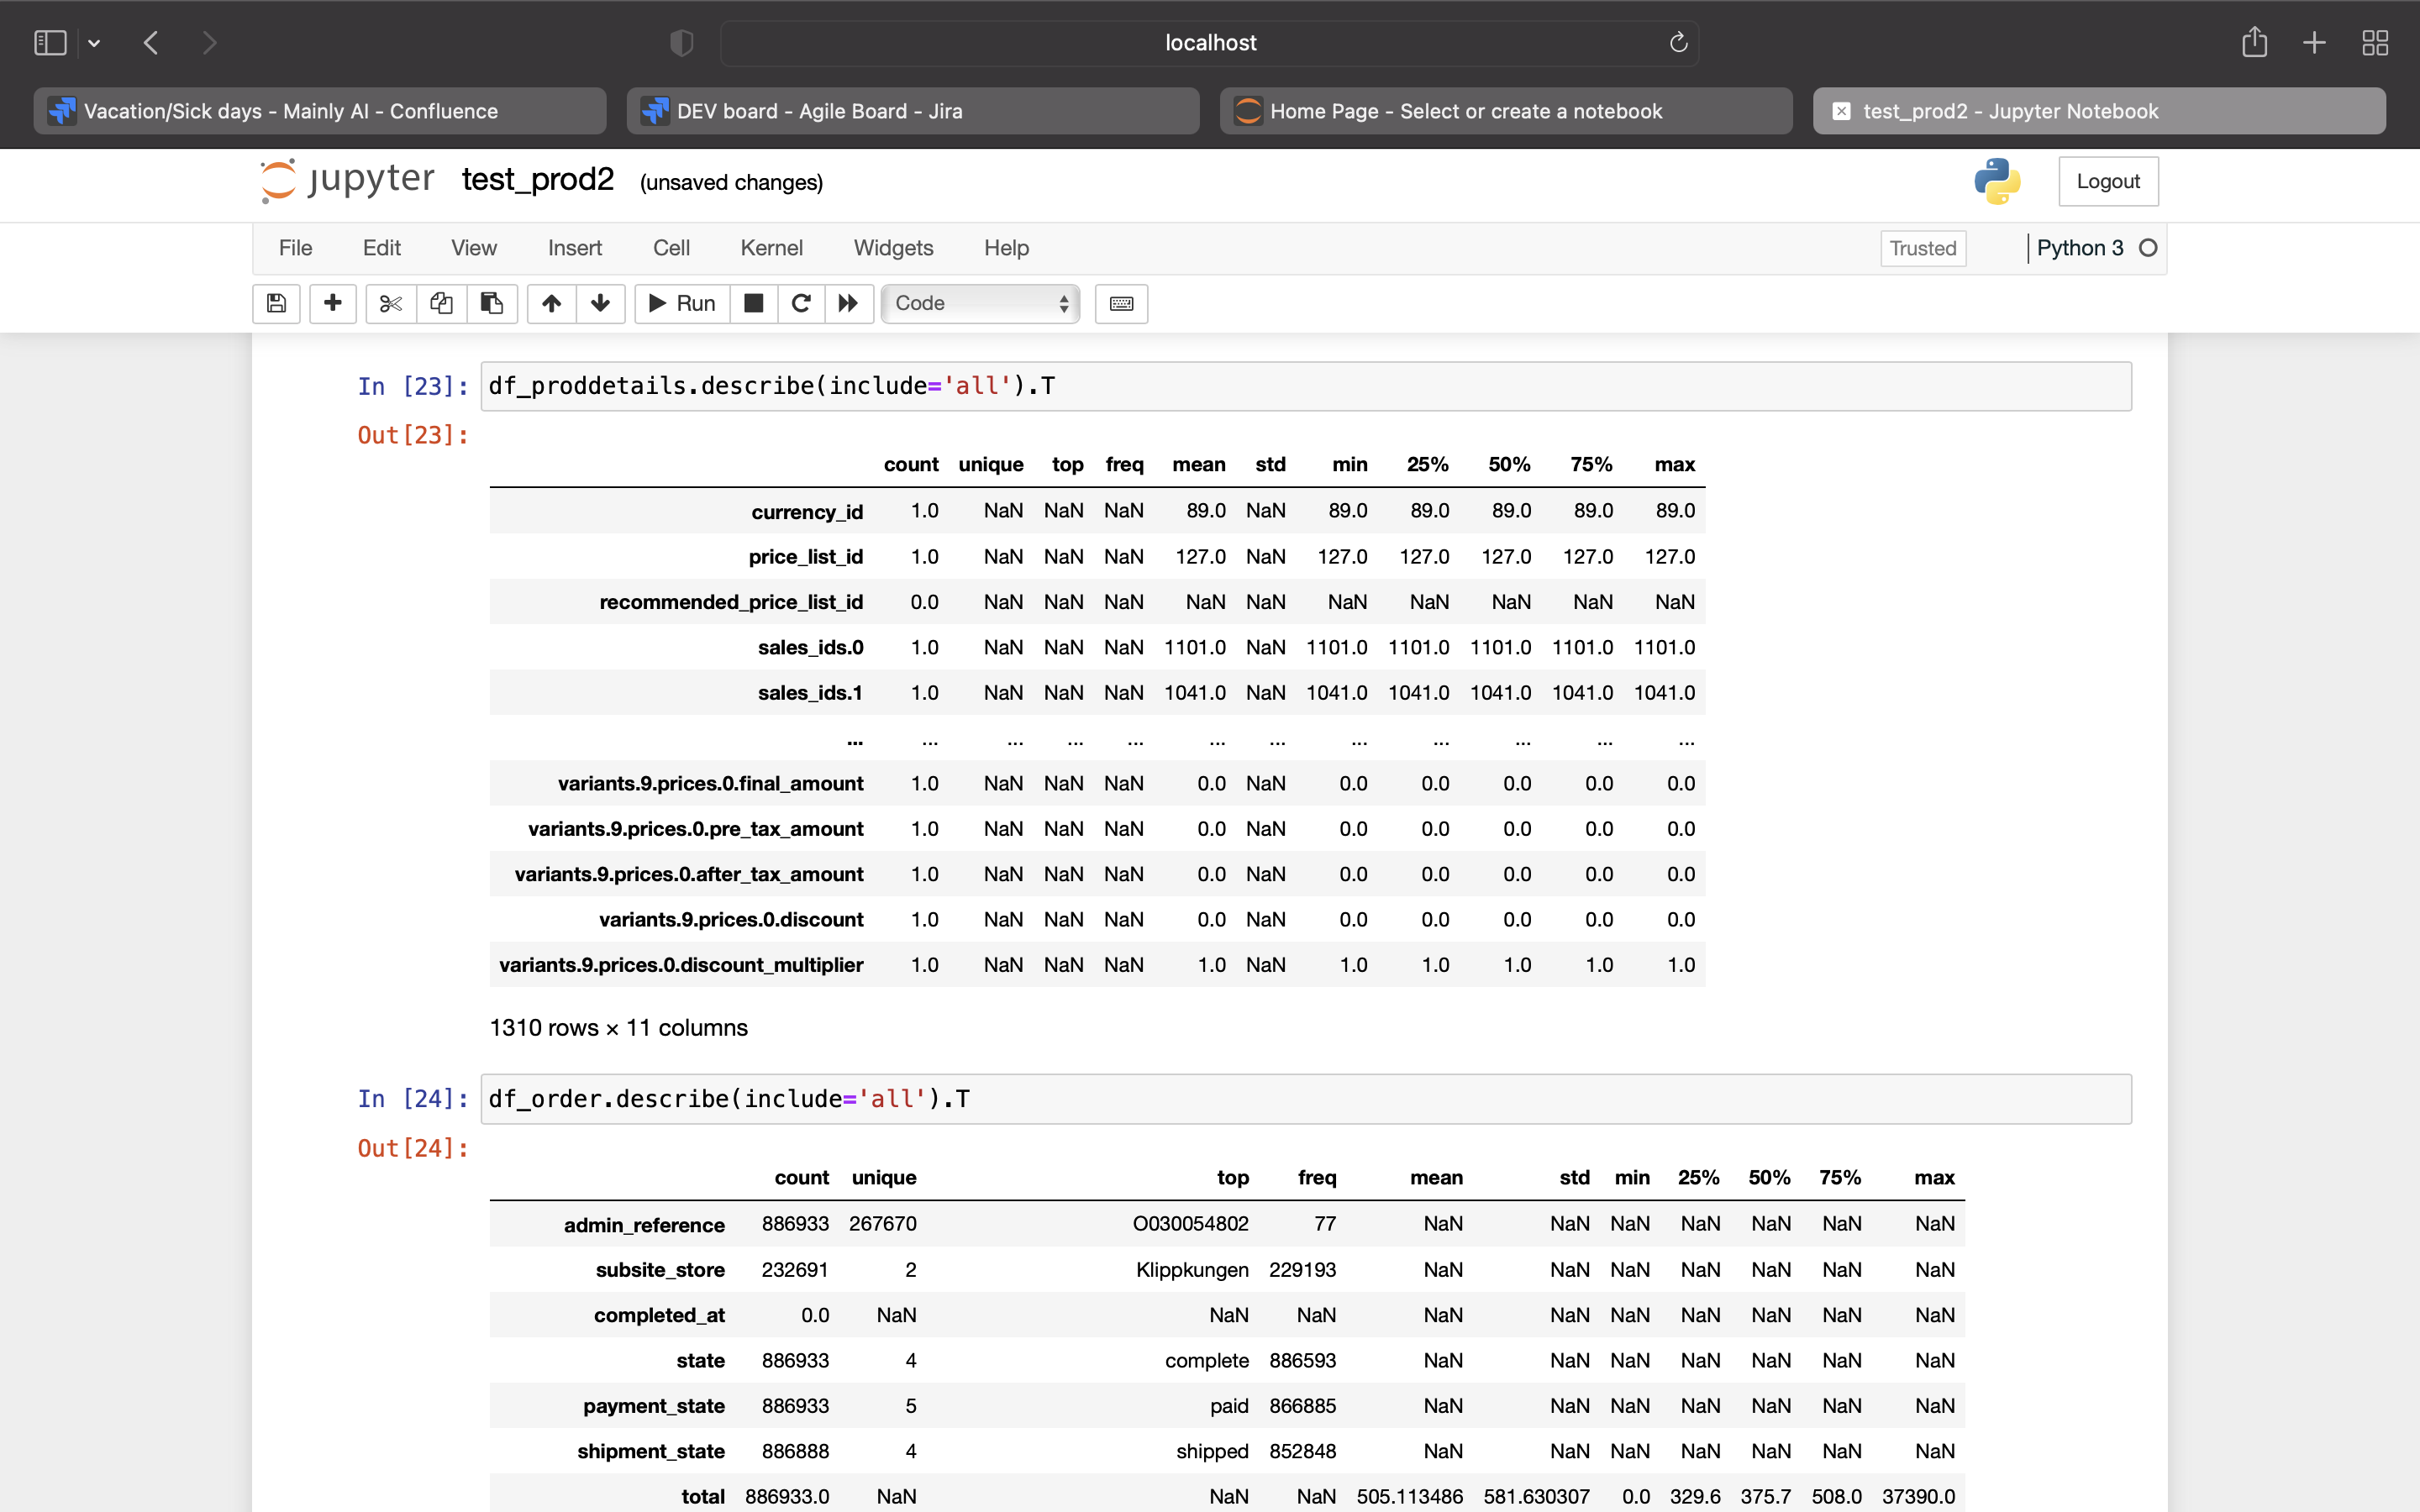 localhost
Vacation/Sick days - Mainly AI - Confluence
DEV board - Agile Board - Jira
Home Page - Select or create a notebook
test_prod2 - Jupyter Notebook
jupyter test_prod2 (unsaved changes)
Logout
File Edit View Insert Cell Kernel Widgets Help
Trusted
Python 3
Run
Code
In [23]: df_proddetails.describe(include='all').T
Out[23]:
count unique top freq mean std min 25% 50% 75% max
currency_id 1.0 NaN NaN NaN 89.0 NaN 89.0 89.0 89.0 89.0 89.0
price_list_id 1.0 NaN NaN NaN 127.0 NaN 127.0 127.0 127.0 127.0 127.0
recommended_price_list_id 0.0 NaN NaN NaN NaN NaN NaN NaN NaN NaN NaN
sales_ids.0 1.0 NaN NaN NaN 1101.0 NaN 1101.0 1101.0 1101.0 1101.0 1101.0
sales_ids.1 1.0 NaN NaN NaN 1041.0 NaN 1041.0 1041.0 1041.0 1041.0 1041.0
... ... ... ... ... ... ... ... ... ... ... ...
variants.9.prices.0.final_amount 1.0 NaN NaN NaN 0.0 NaN 0.0 0.0 0.0 0.0 0.0
variants.9.prices.0.pre_tax_amount 1.0 NaN NaN NaN 0.0 NaN 0.0 0.0 0.0 0.0 0.0
variants.9.prices.0.after_tax_amount 1.0 NaN NaN NaN 0.0 NaN 0.0 0.0 0.0 0.0 0.0
variants.9.prices.0.discount 1.0 NaN NaN NaN 0.0 NaN 0.0 0.0 0.0 0.0 0.0
variants.9.prices.0.discount_multiplier 1.0 NaN NaN NaN 1.0 NaN 1.0 1.0 1.0 1.0 1.0
1310 rows × 11 columns
In [24]: df_order.describe(include='all').T
Out[24]:
count unique top freq mean std min 25% 50% 75% max
admin_reference 886933 267670 O030054802 77 NaN NaN NaN NaN NaN NaN NaN
subsite_store 232691 2 Klippkungen 229193 NaN NaN NaN NaN NaN NaN NaN
completed_at 0.0 NaN NaN NaN NaN NaN NaN NaN NaN NaN NaN
state 886933 4 complete 886593 NaN NaN NaN NaN NaN NaN NaN
payment_state 886933 5 paid 866885 NaN NaN NaN NaN NaN NaN NaN
shipment_state 886888 4 shipped 852848 NaN NaN NaN NaN NaN NaN NaN
total 886933.0 NaN NaN NaN 505.113486 581.630307 0.0 329.6 375.7 508.0 37390.0